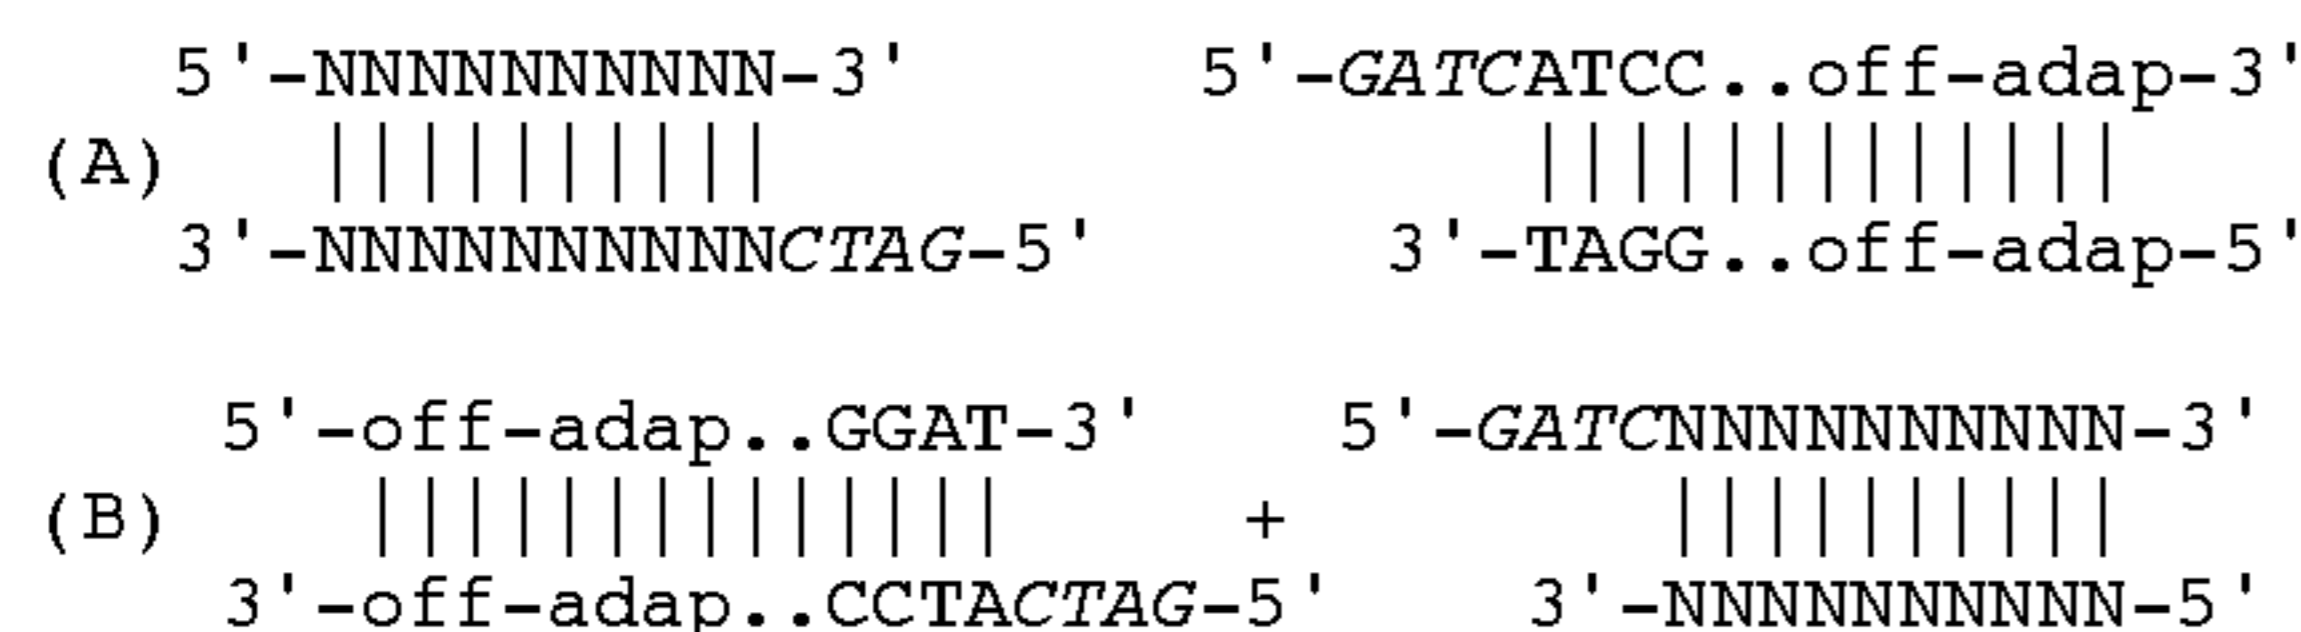 5'-NNNNNNNNNN-3' 5'-GATCATCC..off-adap-3'
(A) |||||||||| |||||||||||||
3'-NNNNNNNNNNCTAG-5' 3'-TAGG..off-adap-5'
5'-off-adap..GGAT-3' 5'-GATCNNNNNNNNNN-3'
(B) |||||||||||||| + ||||||||||
3'-off-adap..CCTACTAG-5' 3'-NNNNNNNNNN-5'